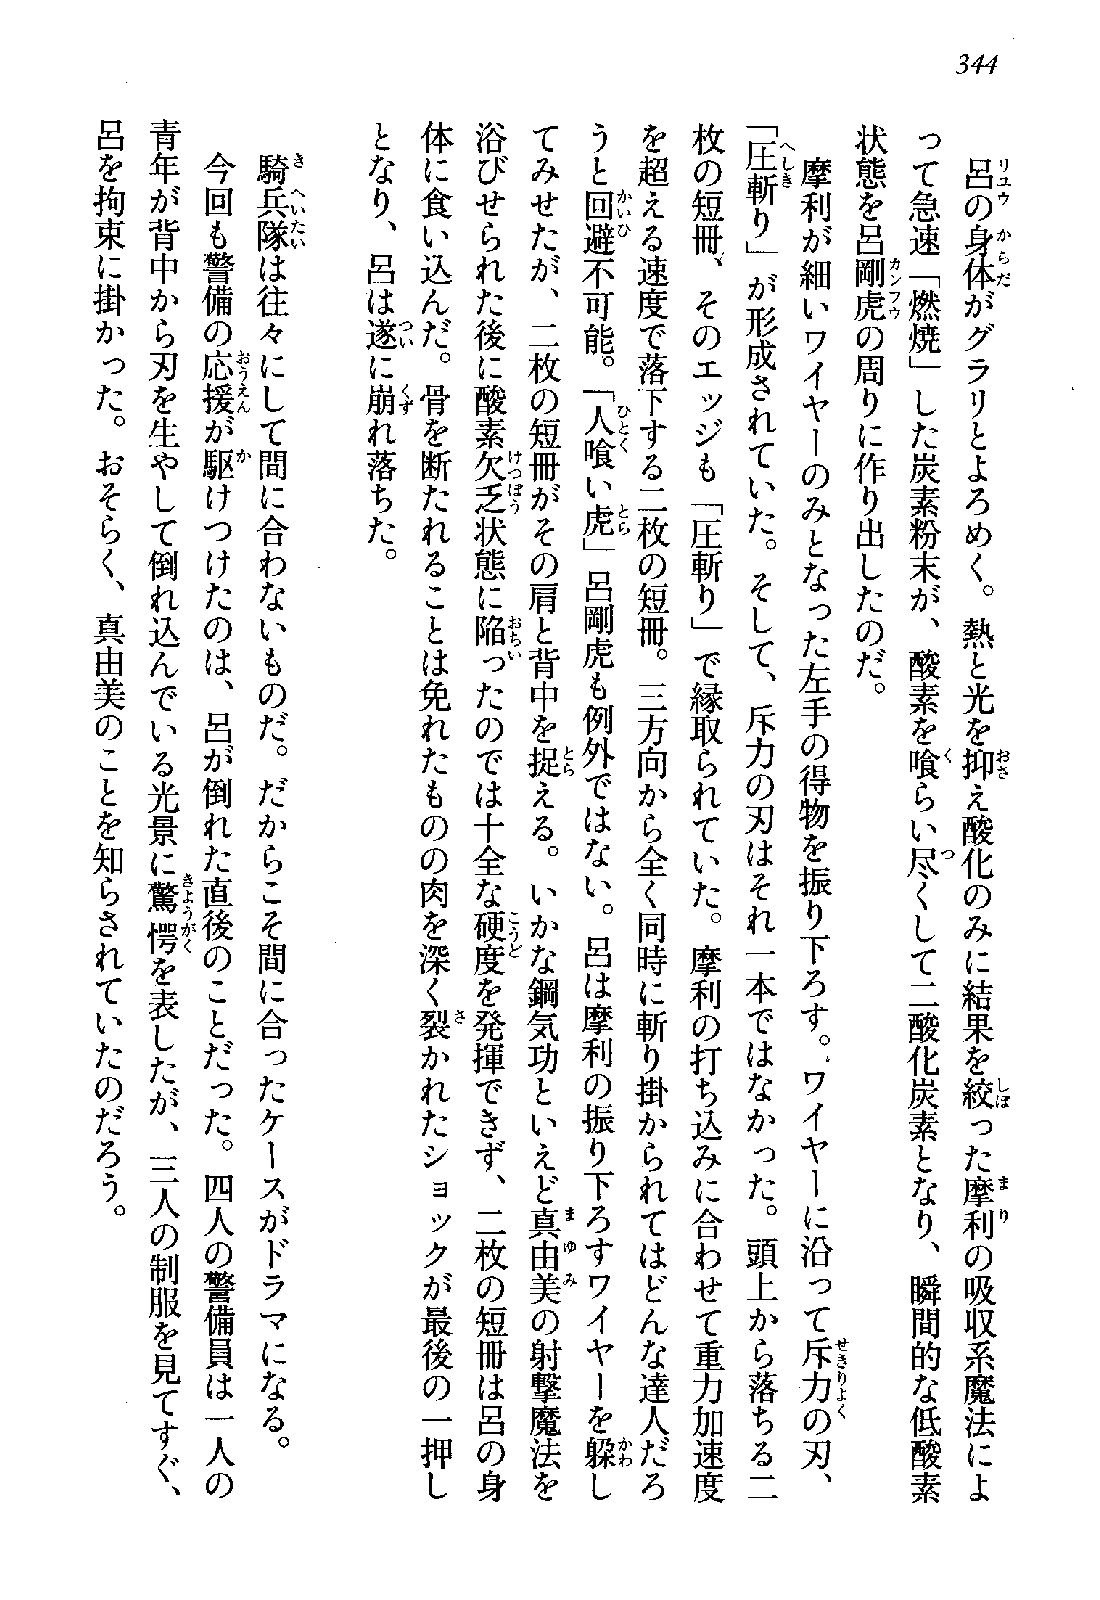 344
呂の身体がグラリとよろめく。熱と光を抑え酸化のみに結果を絞った摩利の吸収系魔法によ
って急速「燃焼」した炭素粉末が、酸素を喰らい尽くして二酸化炭素となり、瞬間的な低酸素
状態を呂剛虎の周りに作り出したのだ。
摩利が細いワイヤーのみとなった左手の得物を振り下ろす。ワイヤーに沿って斥力の刃、
「圧斬り」が形成されていた。そして、斥力の刃はそれ一本ではなかった。頭上から落ちる二
枚の短冊、そのエッジも「圧斬り」で縁取られていた。摩利の打ち込みに合わせて重力加速度
を超える速度で落下する二枚の短冊。三方向から全く同時に斬り掛かられてはどんな達人だろ
うと回避不可能。「人喰い虎」呂剛虎も例外ではない。呂は摩利の振り下ろすワイヤーを躱し
てみせたが、二枚の短冊がその肩と背中を捉える。いかな鋼気功といえど真由美の射撃魔法を
浴びせられた後に酸素欠乏状態に陥ったのでは十全な硬度を発揮できず、二枚の短冊は呂の身
体に食い込んだ。骨を断たれることは免れたものの肉を深く裂かれたショックが最後の一押し
となり、呂は遂に崩れ落ちた。
騎兵隊は往々にして間に合わないものだ。だからこそ間に合ったケースがドラマになる。
今回も警備の応援が駆けつけたのは、呂が倒れた直後のことだった。四人の警備員は一人の
青年が背中から刃を生やして倒れ込んでいる光景に驚愕を表したが、三人の制服を見てすぐ、
呂を拘束に掛かった。おそらく、真由美のことを知らされていたのだろう。